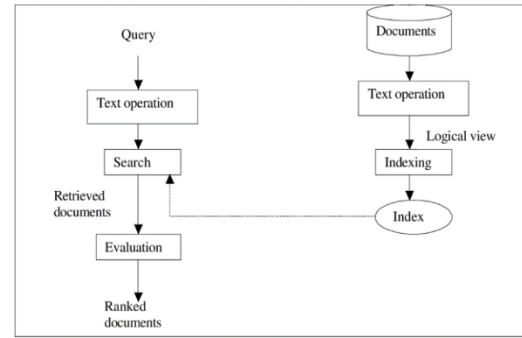 Query
Text operation
Search
Retrieved
documents
Evaluation
Ranked
documents
Documents
Text operation
Logical view
Indexing
Index